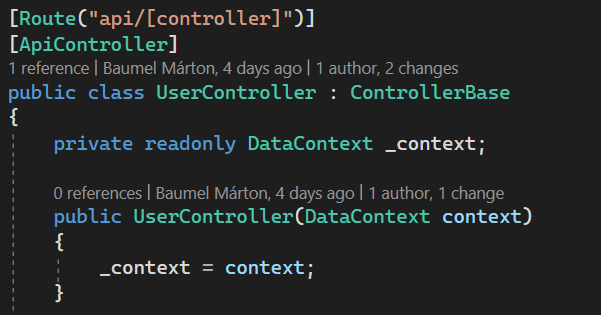 [Route("api/[controller]")]
[ApiController]
1 reference | Baumel Márton, 4 days ago | 1 author, 2 changes
public class UserController : ControllerBase
{
private readonly DataContext _context;
0 references | Baumel Márton, 4 days ago | 1 author, 1 change
public UserController(DataContext context)
{
_context = context;
}